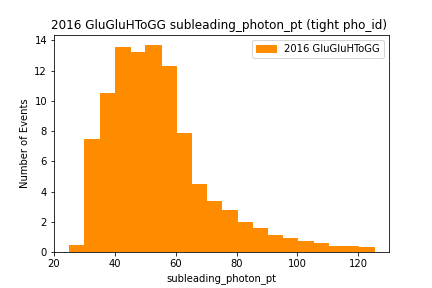 2016 GluGluHToGG subleading_photon_pt (tight pho_id)
2016 GluGluHToGG
Number of Events
14
12
10
8
6
4
2
0
20 40 60 80 100 120
subleading_photon_pt